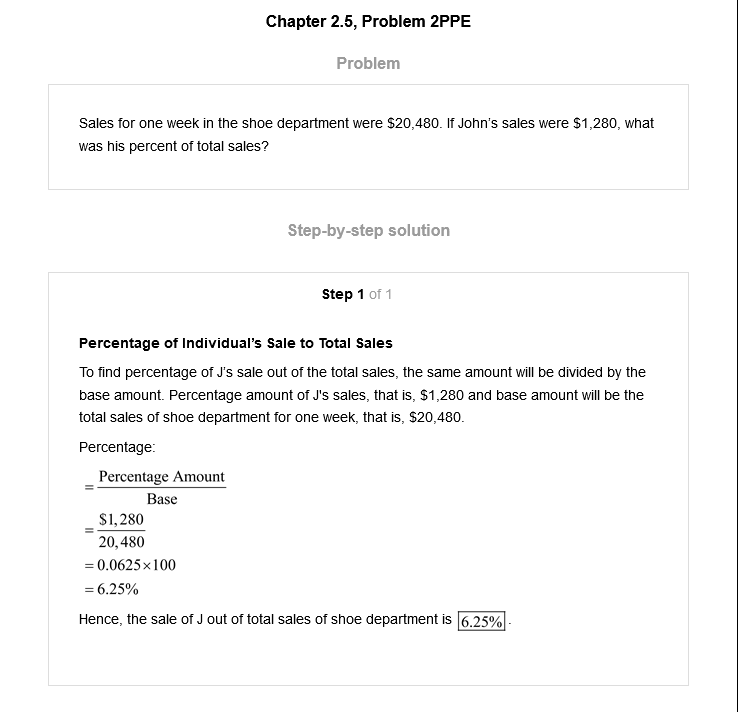 Chapter 2.5, Problem 2PPE
Problem
Sales for one week in the shoe department were $20,480. If John's sales were $1,280, what
was his percent of total sales?
Step-by-step solution
Step 1 of 1
Percentage of Individual's Sale to Total Sales
To find percentage of J's sale out of the total sales, the same amount will be divided by the
base amount. Percentage amount of J's sales, that is, $1,280 and base amount will be the
total sales of shoe department for one week, that is, $20,480.
Percentage:
= Percentage Amount
Base
= $1,280
20,480
= 0.0625×100
= 6.25%
Hence, the sale of J out of total sales of shoe department is 6.25%.